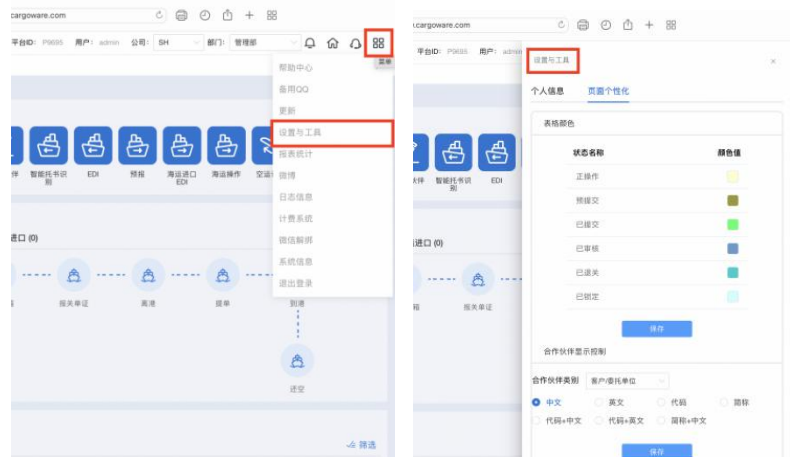 cargoware.com
平台ID: P9695 用户: admin 公司: SH 部门: 管理部
菜单
帮助中心
备用QQ
更新
设置与工具
报表统计
微博
日志信息
计费系统
微信解绑
系统信息
退出登录
伴 智能托书识别 EDI 预报 海运进口EDI 海运操作 空运
进口 (0)
报关单证 离港 提单 到港
还空
筛选
.cargoware.com
平台ID: P9695 用户: admin
设置与工具
个人信息 页面个性化
表格颜色
状态名称 颜色值
正操作
预提交
已提交
已审核
已退关
已锁定
保存
合作伙伴显示控制
合作伙伴类别 客户/委托单位
中文 英文 代码 简称
代码+中文 代码+英文 简称+中文
保存
伙伴 智能托书识别 EDI
进口 (0)
箱 报关单证